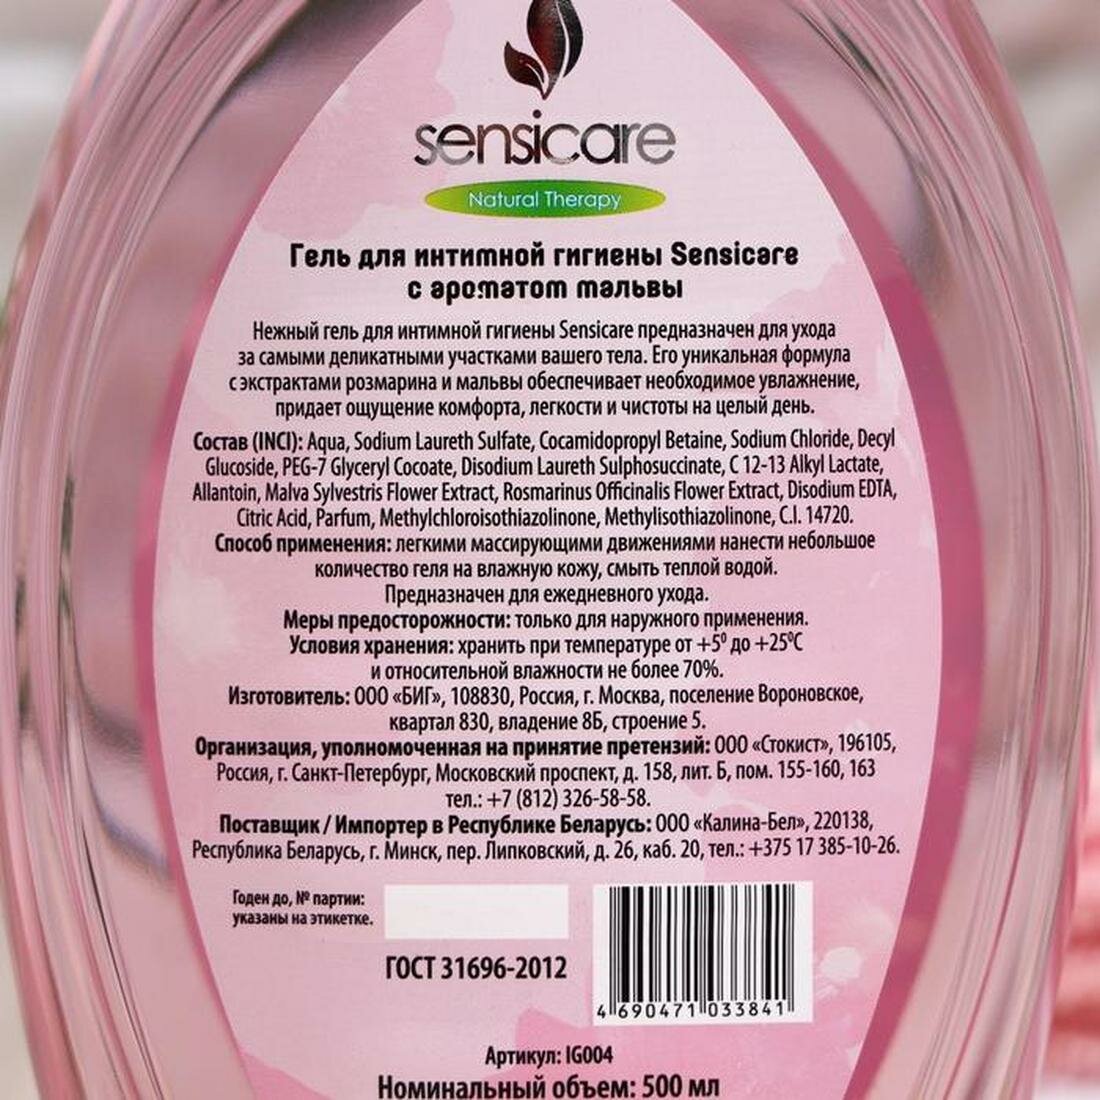 sensicare
Natural Therapy
Гель для интимной гигиены Sensicare
с ароматом мальвы
Нежный гель для интимной гигиены Sensicare предназначен для ухода
за самыми деликатными участками вашего тела. Его уникальная формула
с экстрактами розмарина и мальвы обеспечивает необходимое увлажнение,
придает ощущение комфорта, легкости и чистоты на целый день.
Состав (INCI): Aqua, Sodium Laureth Sulfate, Cocamidopropyl Betaine, Sodium Chloride, Decyl
Glucoside, PEG-7 Glyceryl Cocoate, Disodium Laureth Sulphosuccinate, C 12-13 Alkyl Lactate,
Allantoin, Malva Sylvestris Flower Extract, Rosmarinus Officinalis Flower Extract, Disodium EDTA,
Citric Acid, Parfum, Methylchloroisothiazolinone, Methylisothiazolinone, C.I. 14720.
Способ применения: легкими массирующими движениями нанести небольшое
количество геля на влажную кожу, смыть теплой водой.
Предназначен для ежедневного ухода.
Меры предосторожности: только для наружного применения.
Условия хранения: хранить при температуре от +5⁰ до +25⁰С
и относительной влажности не более 70%.
Изготовитель: ООО «БИГ», 108830, Россия, г. Москва, поселение Вороновское,
квартал 830, владение 8Б, строение 5.
Организация, уполномоченная на принятие претензий: ООО «Стокист», 196105,
Россия, г. Санкт-Петербург, Московский проспект, д. 158, лит. Б, пом. 155-160, 163
тел.: +7 (812) 326-58-58.
Поставщик / Импортер в Республике Беларусь: ООО «Калина-Бел», 220138,
Республика Беларусь, г. Минск, пер. Липковский, д. 26, каб. 20, тел.: +375 17 385-10-26.
Годен до, № партии:
указаны на этикетке.
ГОСТ 31696-2012
4 690471 033841
Артикул: IG004
Номинальный объем: 500 мл